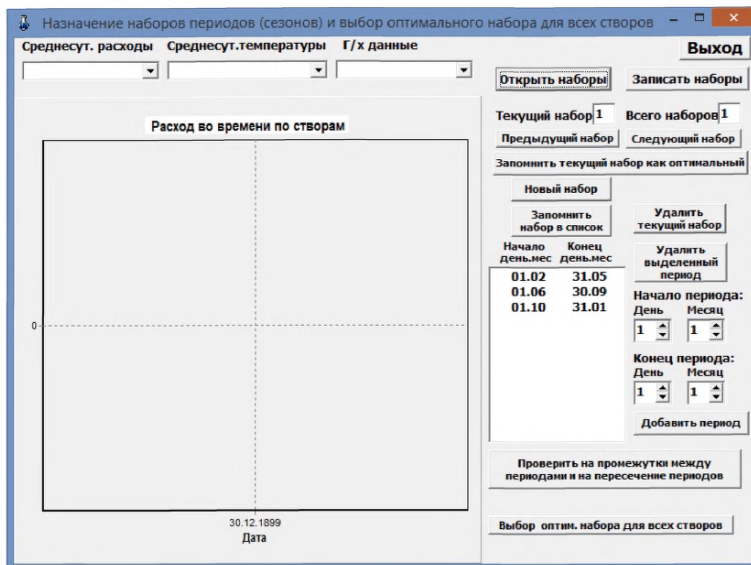 Назначение наборов периодов (сезонов) и выбор оптимального набора для всех створов
Среднесут. расходы Среднесут.температуры Г/х данные
Выход
Открыть наборы Записать наборы
Текущий набор 1 Всего наборов 1
Предыдущий набор Следующий набор
Запомнить текущий набор как оптимальный
Новый набор
Запомнить
набор в список
Удалить
текущий набор
Начало Конец
день.мес день.мес
01.02 31.05
01.06 30.09
01.10 31.01
Удалить
выделенный
период
Начало периода:
День Месяц
1 1
Конец периода:
День Месяц
1 1
Добавить период
Проверить на промежутки между
периодами и на пересечение периодов
Выбор оптим. набора для всех створов
Расход во времени по створам
0
30.12.1899
Дата